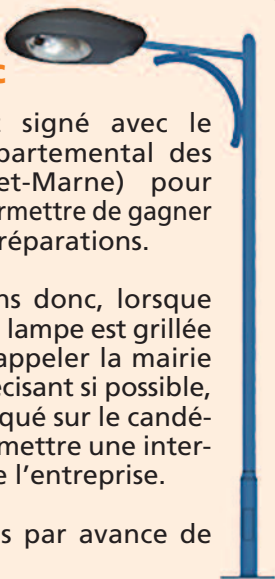 c
signé avec le
partemental des
et-Marne) pour
rmettre de gagner
réparations.
ns donc, lorsque
lampe est grillée
appeler la mairie
cisant si possible,
qué sur le candé-
mettre une inter-
e l'entreprise.
s par avance de